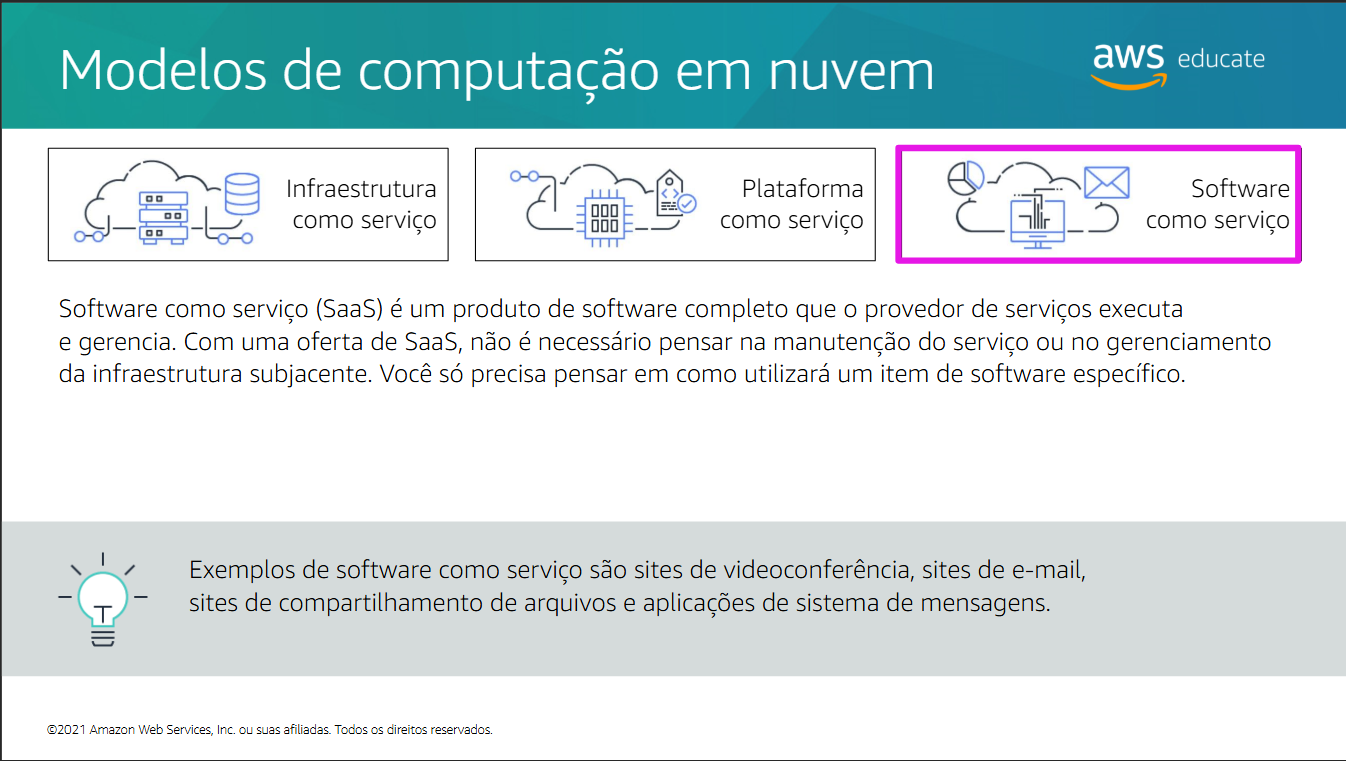 Modelos de computação em nuvem
aws educate
Infraestrutura
como serviço
Plataforma
como serviço
Software
como serviço
Software como serviço (SaaS) é um produto de software completo que o provedor de serviços executa
e gerencia. Com uma oferta de SaaS, não é necessário pensar na manutenção do serviço ou no gerenciamento
da infraestrutura subjacente. Você só precisa pensar em como utilizará um item de software específico.
Exemplos de software como serviço são sites de videoconferência, sites de e-mail,
sites de compartilhamento de arquivos e aplicações de sistema de mensagens.
©2021 Amazon Web Services, Inc. ou suas afiliadas. Todos os direitos reservados.